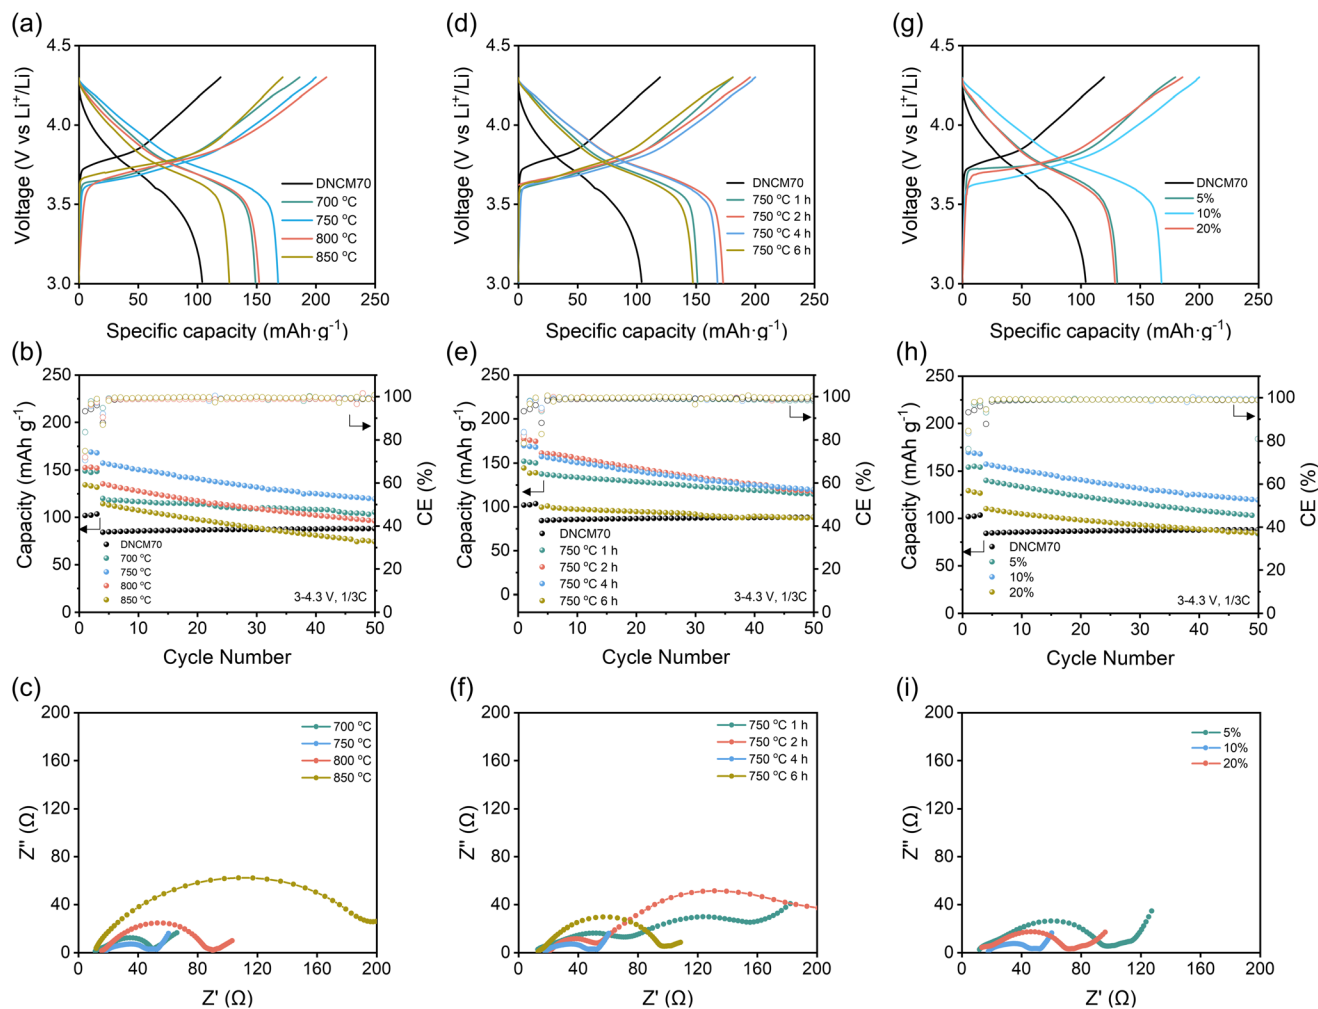 (a)
4.5
4.0
3.5
3.0
Voltage (V vs Li⁺/Li)
DNCM70
700 °C
750 °C
800 °C
850 °C
0 50 100 150 200 250
Specific capacity (mAh·g⁻¹)
(d)
4.5
4.0
3.5
3.0
Voltage (V vs Li⁺/Li)
DNCM70
750 °C 1 h
750 °C 2 h
750 °C 4 h
750 °C 6 h
0 50 100 150 200 250
Specific capacity (mAh·g⁻¹)
(g)
4.5
4.0
3.5
3.0
Voltage (V vs Li⁺/Li)
DNCM70
5%
10%
20%
0 50 100 150 200 250
Specific capacity (mAh·g⁻¹)
(b)
250
225
200
175
150
125
100
75
50
25
0
Capacity (mAh g⁻¹)
100
80
60
40
20
0
CE (%)
DNCM70
700 °C
750 °C
800 °C
850 °C
3-4.3 V, 1/3C
0 10 20 30 40 50
Cycle Number
(e)
250
200
150
100
50
0
Capacity (mAh g⁻¹)
100
80
60
40
20
0
CE (%)
DNCM70
750 °C 1 h
750 °C 2 h
750 °C 4 h
750 °C 6 h
3-4.3 V, 1/3C
0 10 20 30 40 50
Cycle Number
(h)
250
225
200
175
150
125
100
75
50
25
0
Capacity (mAh g⁻¹)
100
80
60
40
20
0
CE (%)
DNCM70
5%
10%
20%
3-4.3 V, 1/3C
0 10 20 30 40 50
Cycle Number
(c)
200
160
120
80
40
0
Z'' (Ω)
700 °C
750 °C
800 °C
850 °C
0 40 80 120 160 200
Z' (Ω)
(f)
200
160
120
80
40
0
Z'' (Ω)
750 °C 1 h
750 °C 2 h
750 °C 4 h
750 °C 6 h
0 40 80 120 160 200
Z' (Ω)
(i)
200
160
120
80
40
0
Z'' (Ω)
5%
10%
20%
0 40 80 120 160 200
Z' (Ω)